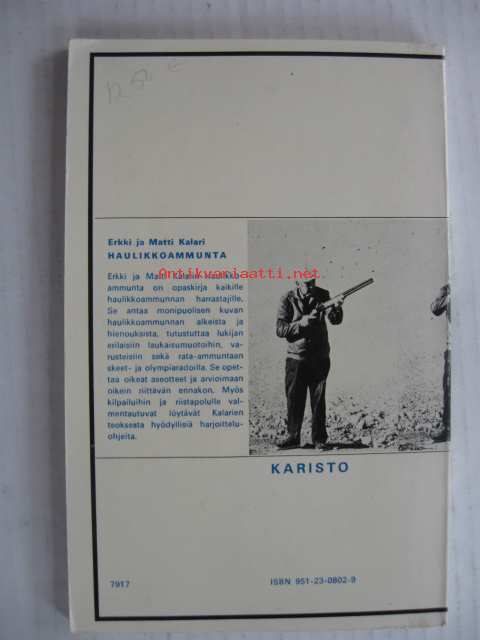 12,50 €
Erkki ja Matti Kalari
HAULIKKOAMMUNTA
Antikvariaatti.net
Erkki ja Matti Kalarin Haulikko-
ammunta on opaskirja kaikille
haulikkoammunnan harrastajille.
Se antaa monipuolisen kuvan
haulikkoammunnan alkeista ja
hienouksista, tutustuttaa lukijan
erilaisiin laukaisumuotoihin, va-
rusteisiin sekä rata-ammuntaan
skeet- ja olympiaradoilla. Se opet-
taa oikeat aseotteet ja arvioimaan
oikein riittävän ennakon. Myös
kilpailuihin ja riistapolulle val-
mentautuvat löytävät Kalarien
teoksesta hyödyllisiä harjoittelu-
ohjeita.
KARISTO
7917
ISBN 951-23-0802-9